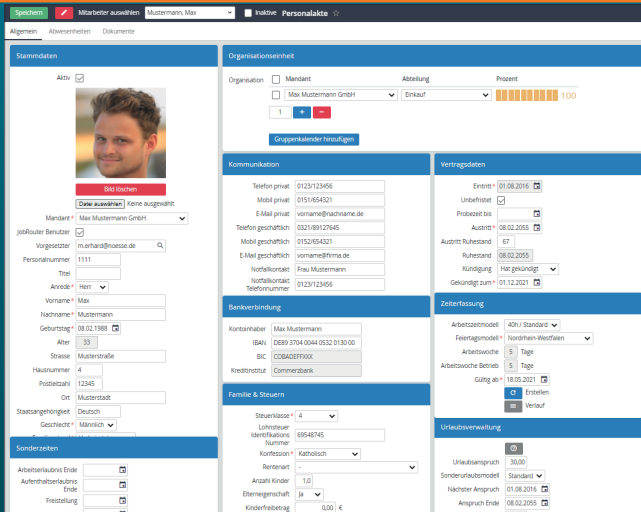 Speichern Mitarbeiter auswählen Mustermann, Max Inaktive Personalakte
Allgemein Abwesenheiten Dokumente
Stammdaten
Aktiv
Bild löschen
Datei auswählen Keine ausgewählt
Mandant* Max Mustermann GmbH
JobRouter Benutzer
Vorgesetzter m.erhard@noesse.de
Personalnummer 1111
Titel
Anrede* Herr
Vorname* Max
Nachname* Mustermann
Geburtstag* 08.02.1988
Alter 33
Strasse Musterstraße
Hausnummer 4
Postleitzahl 12345
Ort Musterstadt
Staatsangehörigkeit Deutsch
Geschlecht* Männlich
Sonderzeiten
Arbeitserlaubnis Ende
Aufenthaltserlaubnis
Ende
Freistellung
Organisationseinheit
Organisation Mandant Abteilung Prozent
Max Mustermann GmbH Einkauf 100
1 + −
Gruppenkalender hinzufügen
Kommunikation
Telefon privat 0123/123456
Mobil privat 0151/654321
E-Mail privat vorname@nachname.de
Telefon geschäftlich 0321/89127645
Mobil geschäftlich 0152/654321
E-Mail geschäftlich vorname@firma.de
Notfallkontakt Frau Mustermann
Notfallkontakt
Telefonnummer 0123/123456
Bankverbindung
Kontoinhaber Max Mustermann
IBAN DE89 3704 0044 0532 0130 00
BIC COBADEFFXXX
Kreditinstitut Commerzbank
Familie & Steuern
Steuerklasse* 4
Lohnsteuer
Identifikations 69548745
Nummer
Konfession* Katholisch
Rentenart -
Anzahl Kinder 1,0
Elterneigenschaft Ja
Kinderfreibetrag 0,00 €
Vertragsdaten
Eintritt* 01.08.2016
Unbefristet
Probezeit bis
Austritt* 08.02.2055
Austritt Ruhestand 67
Ruhestand 08.02.2055
Kündigung Hat gekündigt
Gekündigt zum* 01.12.2021
Zeiterfassung
Arbeitszeitmodell 40h / Standard
Feiertagsmodell* Nordrhein-Westfalen
Arbeitswoche 5 Tage
Arbeitswoche Betrieb 5 Tage
Gültig ab* 18.05.2021
Erstellen
Verlauf
Urlaubsverwaltung
Urlaubsanspruch 30,00
Sonderurlaubsmodell Standard
Nächster Anspruch 01.08.2016
Anspruch Ende 08.02.2055